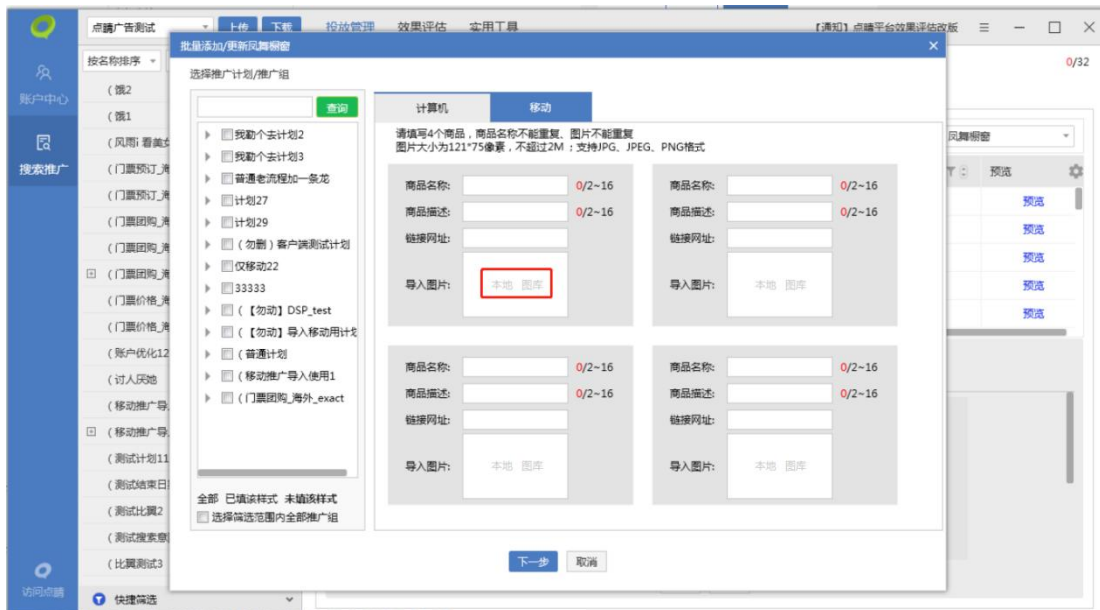 点睛广告测试 上传 下载 投放管理 效果评估 实用工具 【通知】点睛平台效果评估改版
批量添加/更新凤舞橱窗
账户中心
搜索推广
访问点睛
按名称排序
0/32
(饿2
(饿1
(风雨i 看美女
(门票预订_海
(门票预订_海
(门票团购_海
(门票团购_海
(门票团购_海
(门票价格_海
(门票价格_海
(账户优化12
(讨人厌她
(移动推广导
(移动推广导
(测试计划11
(测试结束日
(测试比翼2
(测试搜索意
(比翼测试3
快捷筛选
选择推广计划/推广组
查询
我勤个去计划2
我勤个去计划3
普通老流程加一条龙
计划27
计划29
(勿删)客户端测试计划
仅移动22
33333
(【勿动】DSP_test
(【勿动】导入移动用计划
(普通计划
(移动推广导入使用1
(门票团购_海外_exact
全部 已填该样式 未填该样式
选择筛选范围内全部推广组
计算机 移动
请填写4个商品，商品名称不能重复、图片不能重复
图片大小为121*75像素，不超过2M；支持JPG、JPEG、PNG格式
商品名称: 0/2~16 商品名称: 0/2~16
商品描述: 0/2~16 商品描述: 0/2~16
链接网址: 链接网址:
导入图片: 本地 图库 导入图片: 本地 图库
商品名称: 0/2~16 商品名称: 0/2~16
商品描述: 0/2~16 商品描述: 0/2~16
链接网址: 链接网址:
导入图片: 本地 图库 导入图片: 本地 图库
下一步 取消
凤舞橱窗
预览
预览
预览
预览
预览
预览